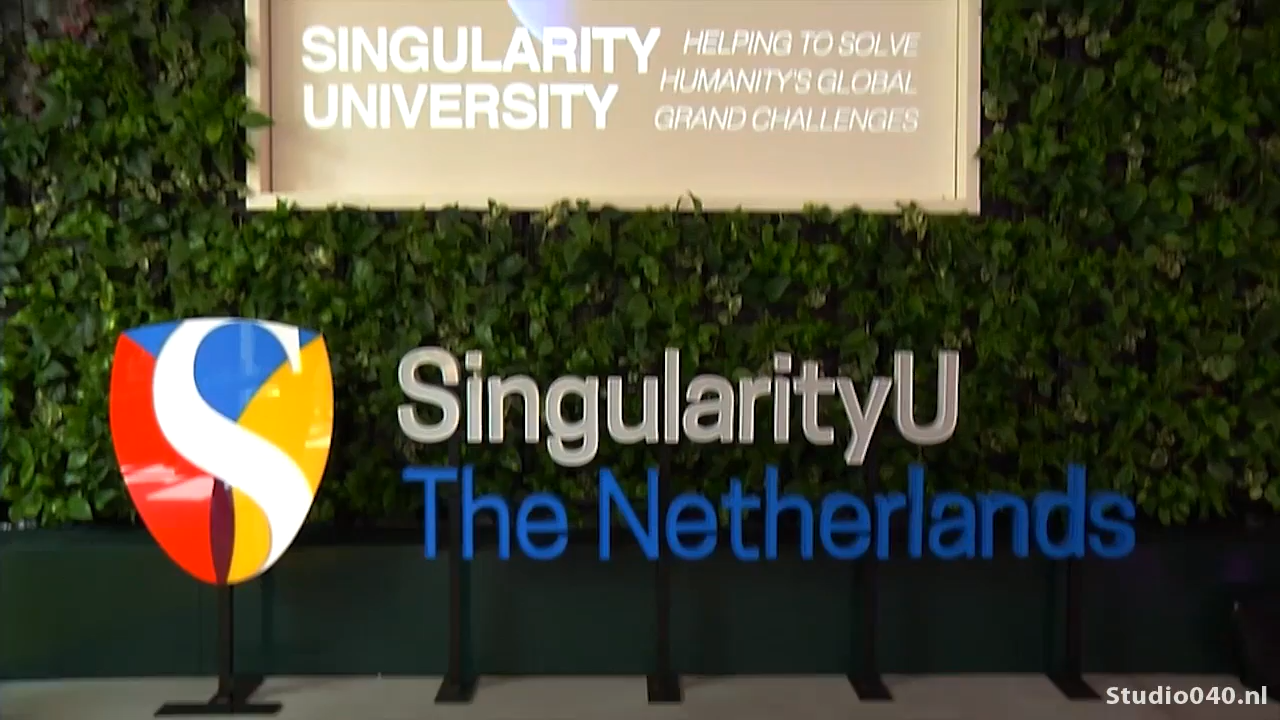 SINGULARITY
UNIVERSITY
HELPING TO SOLVE
HUMANITY'S GLOBAL
GRAND CHALLENGES
S
SingularityU
The Netherlands
Studio040.nl